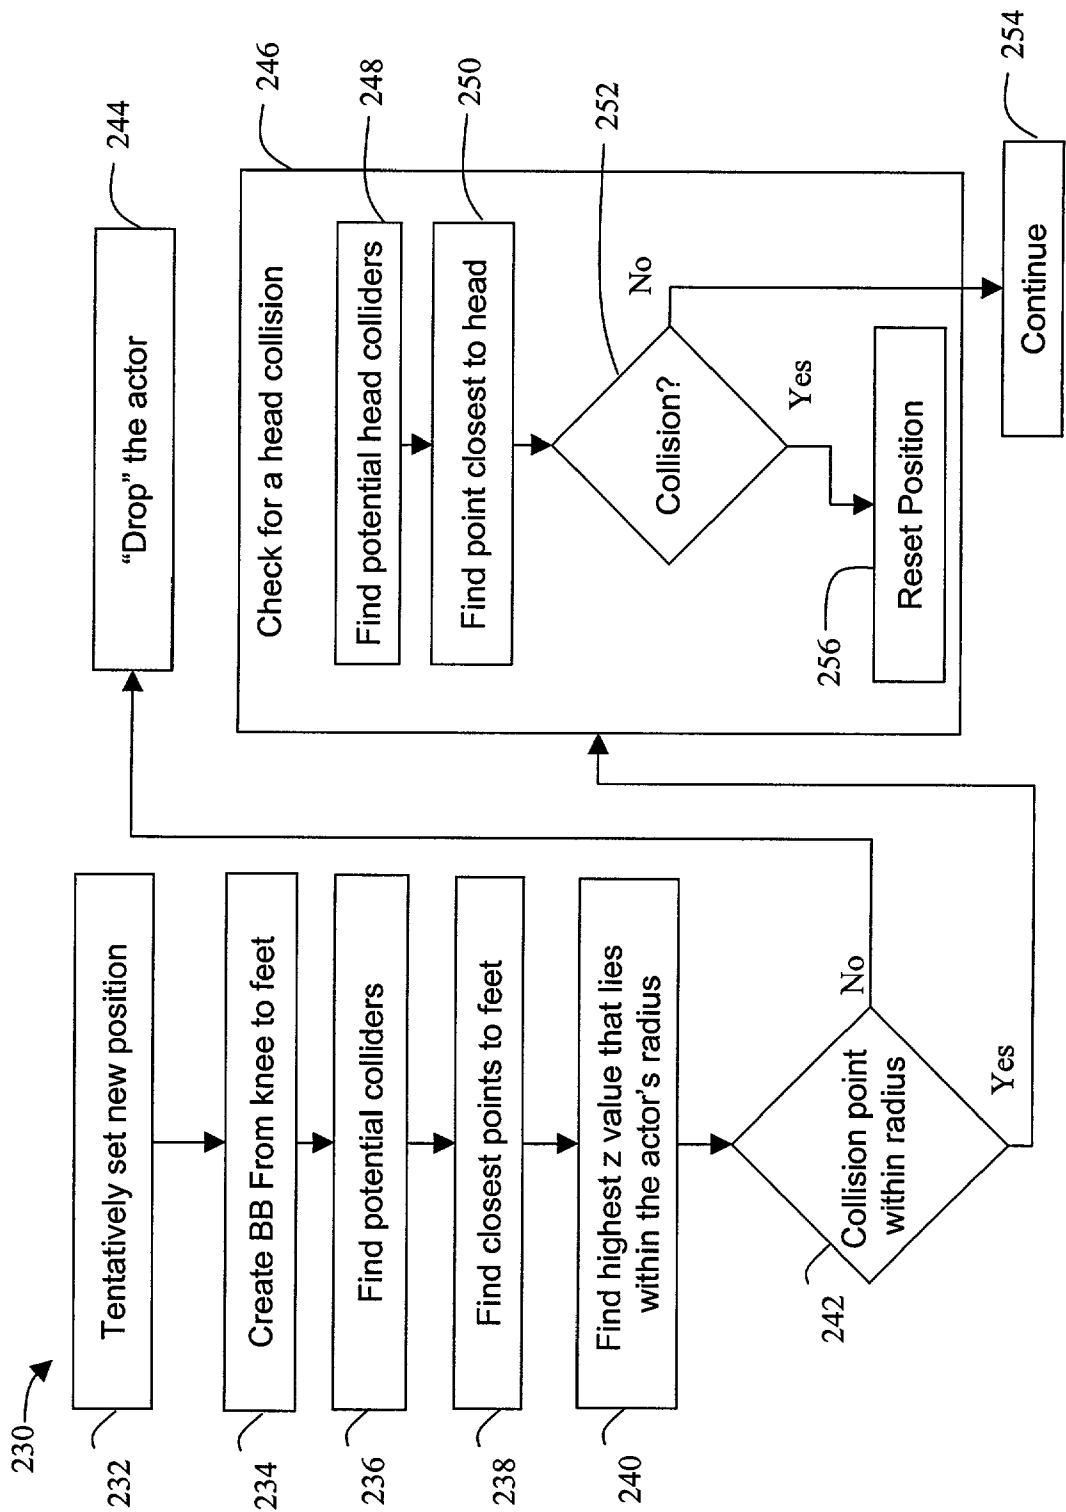 230
232
Tentatively set new position
234
Create BB From knee to feet
236
Find potential colliders
238
Find closest points to feet
240
Find highest z value that lies
within the actor's radius
242
Collision point
within radius
No
Yes
244
“Drop” the actor
246
Check for a head collision
248
Find potential head colliders
250
Find point closest to head
252
Collision?
No
Yes
256
Reset Position
254
Continue